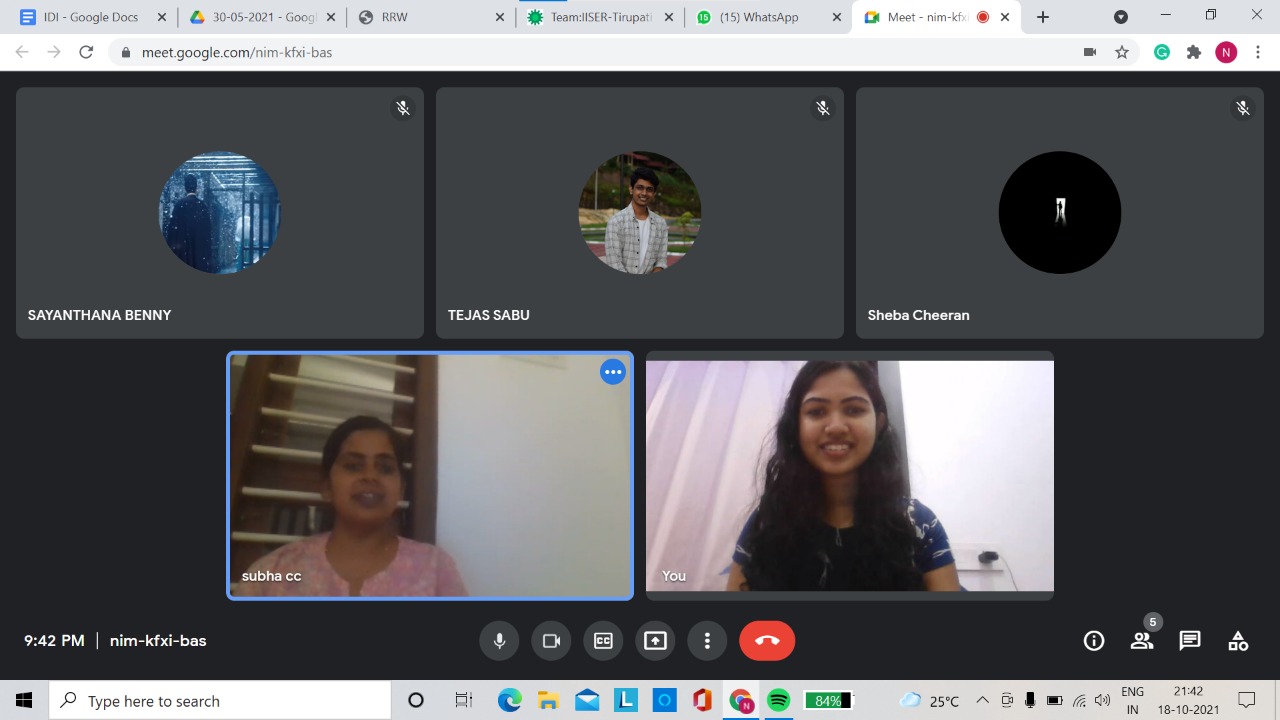 IDI - Google Docs
30-05-2021 - Googl
RRW
Team:IISER-Tirupati
(15) WhatsApp
Meet - nim-kfx
meet.google.com/nim-kfxi-bas
G
N
SAYANTHANA BENNY
TEJAS SABU
Sheba Cheeran
subha cc
You
9:42 PM | nim-kfxi-bas
CC
5
Type here to search
L
N
84%
25°C
ENG
IN
21:42
18-10-2021